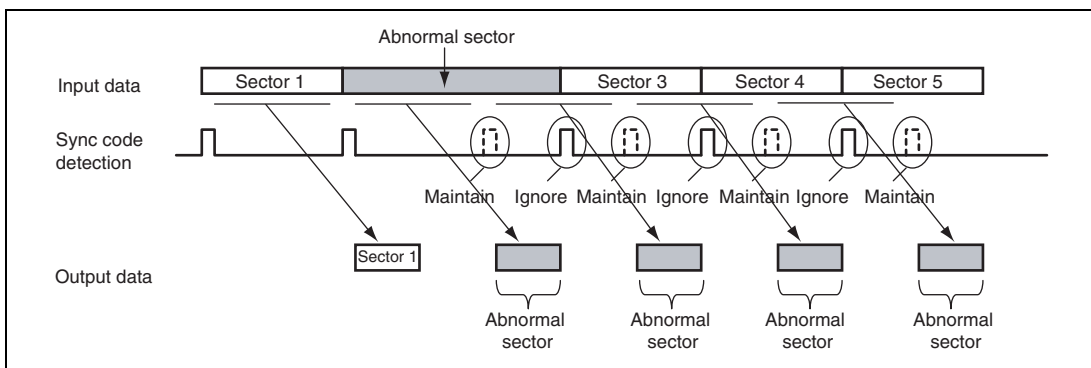 Abnormal sector
Input data
Sector 1
Sector 3
Sector 4
Sector 5
Sync code
detection
Maintain
Ignore
Maintain
Ignore
Maintain
Ignore
Maintain
Output data
Sector 1
Abnormal
sector
Abnormal
sector
Abnormal
sector
Abnormal
sector